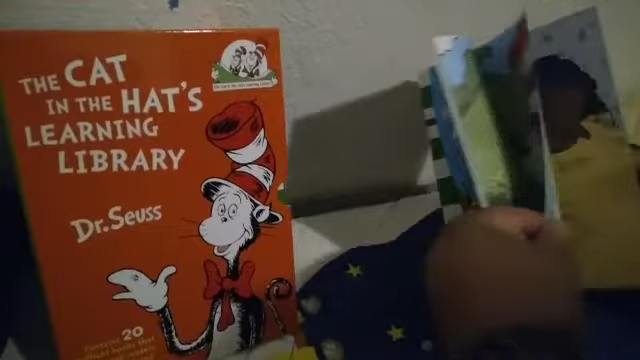 THE CAT
IN THE HAT'S
LEARNING
LIBRARY
Dr. Seuss
20